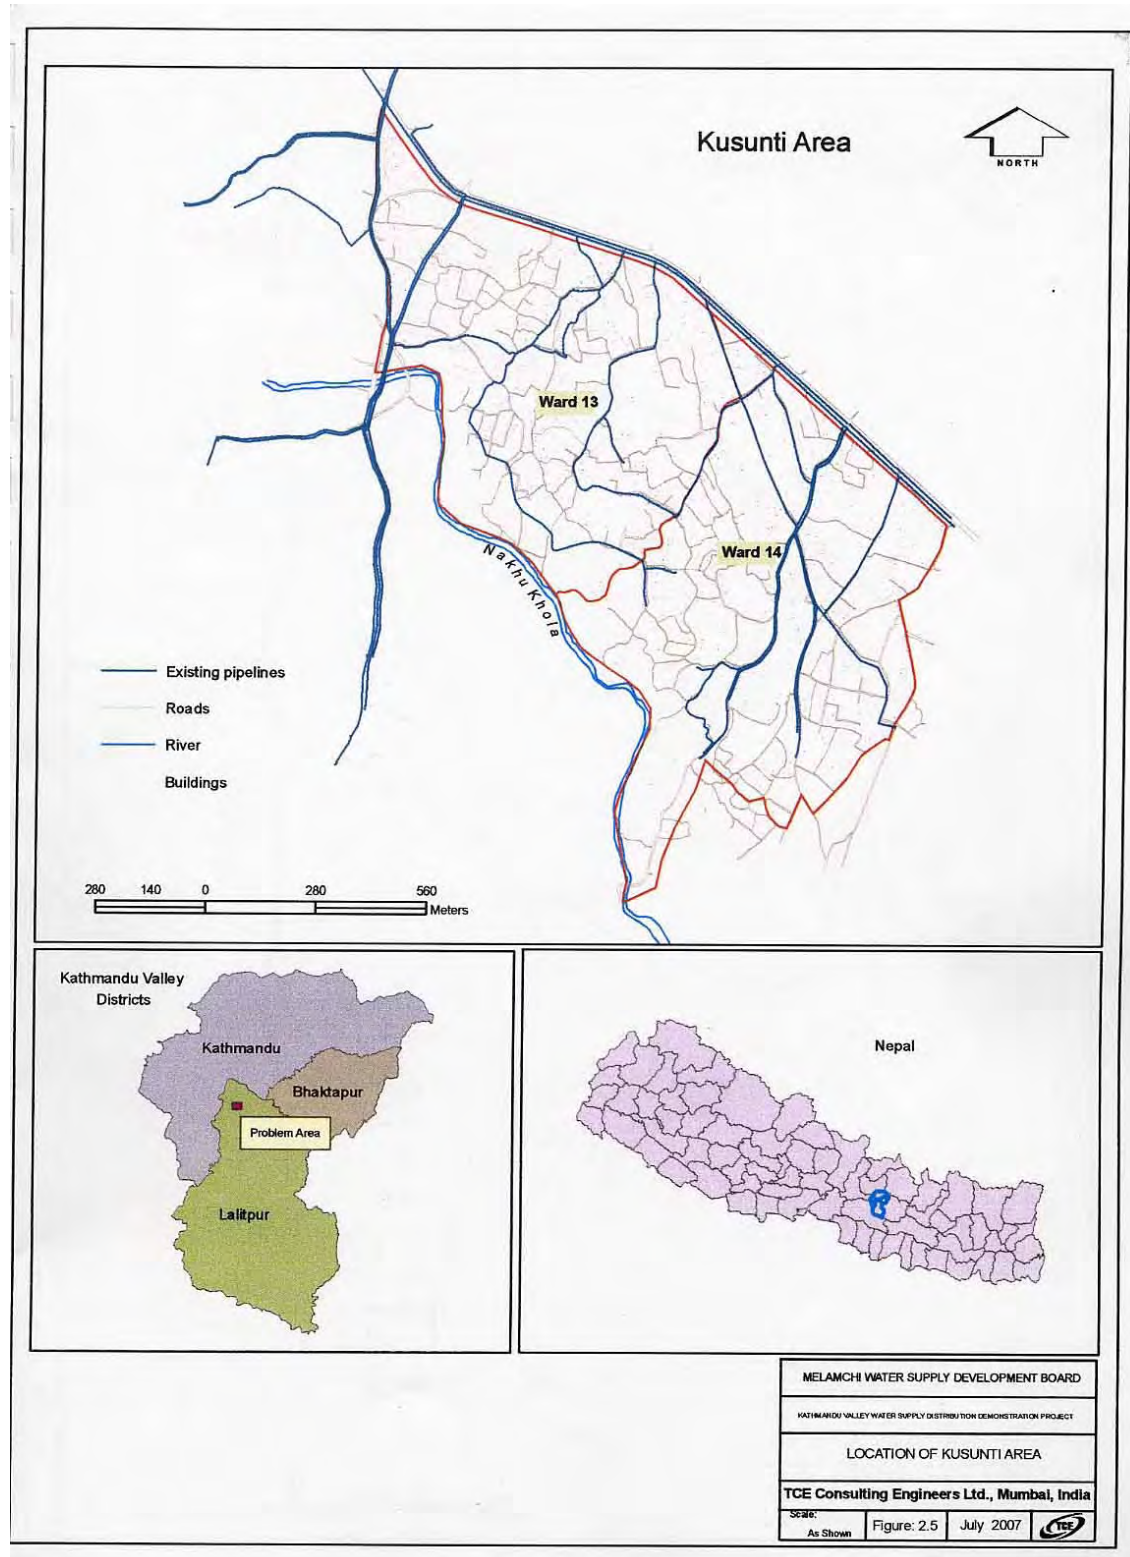 Kusunti Area
NORTH
Ward 13
Ward 14
Nakhu Khola
Existing pipelines
Roads
River
Buildings
280 140 0 280 560
Meters
Kathmandu Valley
Districts
Kathmandu
Bhaktapur
Problem Area
Lalitpur
Nepal
MELAMCHI WATER SUPPLY DEVELOPMENT BOARD
KATHMANDU VALLEY WATER SUPPLY DISTRIBUTION DEMONSTRATION PROJECT
LOCATION OF KUSUNTI AREA
TCE Consulting Engineers Ltd., Mumbai, India
Scale:
As Shown
Figure: 2.5
July 2007
TCE